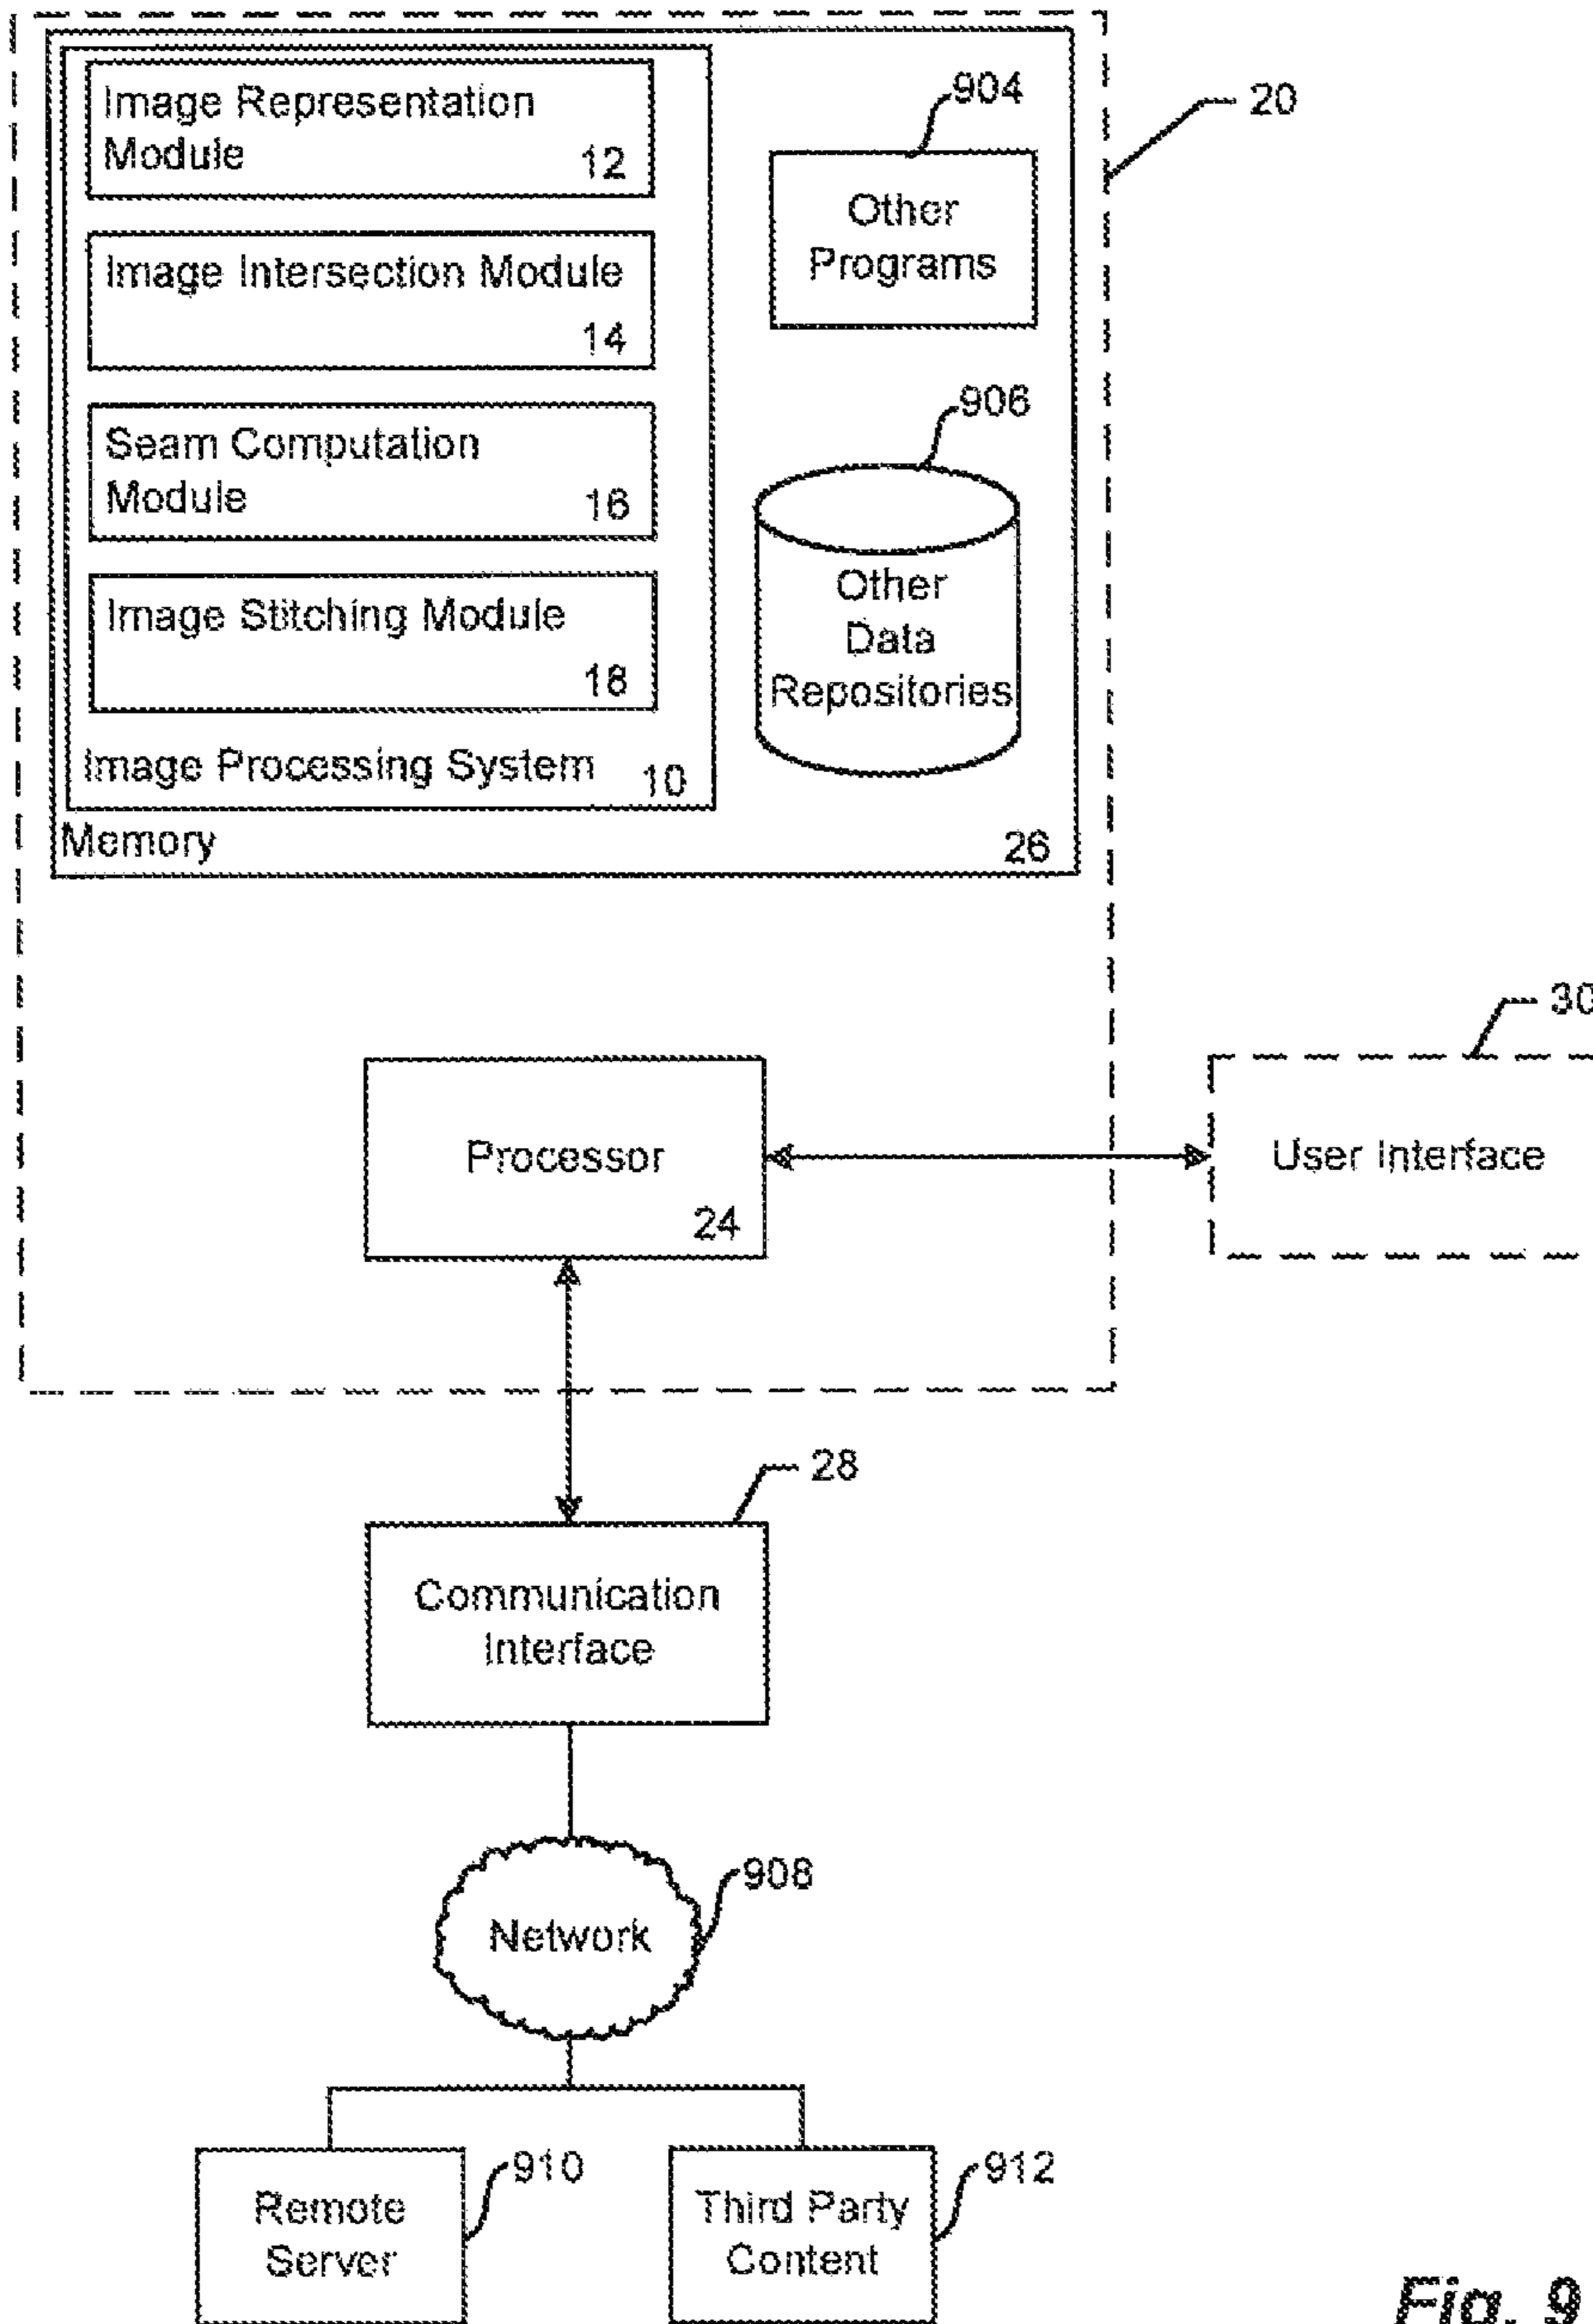 Image Representation
Module
12
904
20
Other
Programs
Image Intersection Module
14
906
Seam Computation
Module
16
Other
Data
Repositories
Image Stitching Module
18
Image Processing System
10
Memory
26
30
Processor
24
User Interface
28
Communication
Interface
908
Network
910
Remote
Server
912
Third Party
Content
Fig. 9